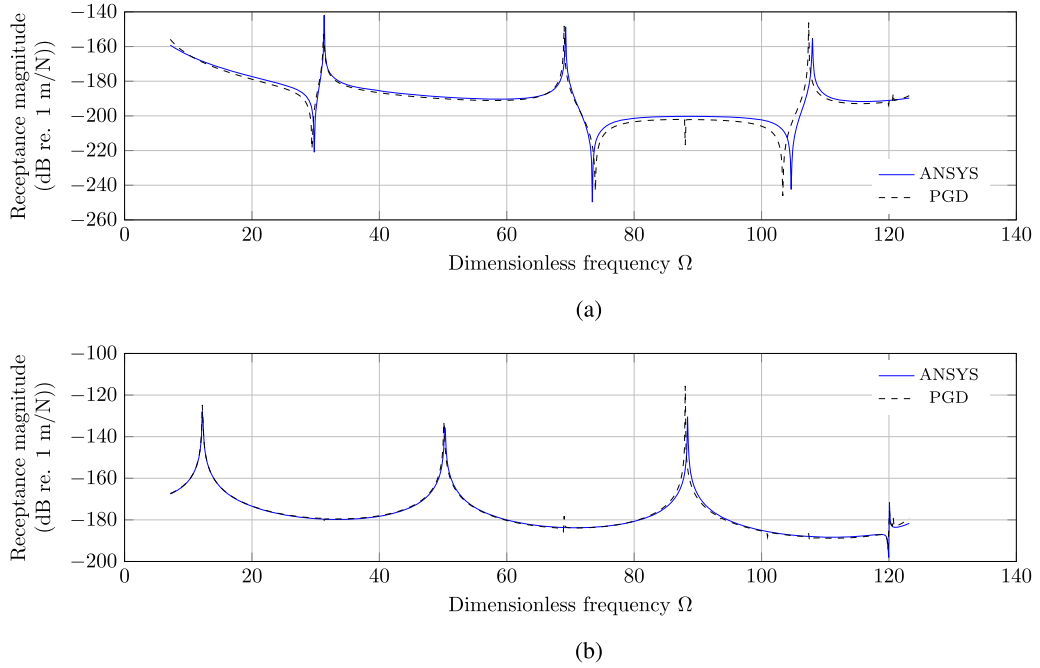 −140
−160
−180
−200
−220
−240
−260
Receptance magnitude
(dB re. 1 m/N))
ANSYS
PGD
0 20 40 60 80 100 120 140
Dimensionless frequency Ω
(a)
−100
−120
−140
−160
−180
−200
Receptance magnitude
(dB re. 1 m/N))
ANSYS
PGD
0 20 40 60 80 100 120 140
Dimensionless frequency Ω
(b)